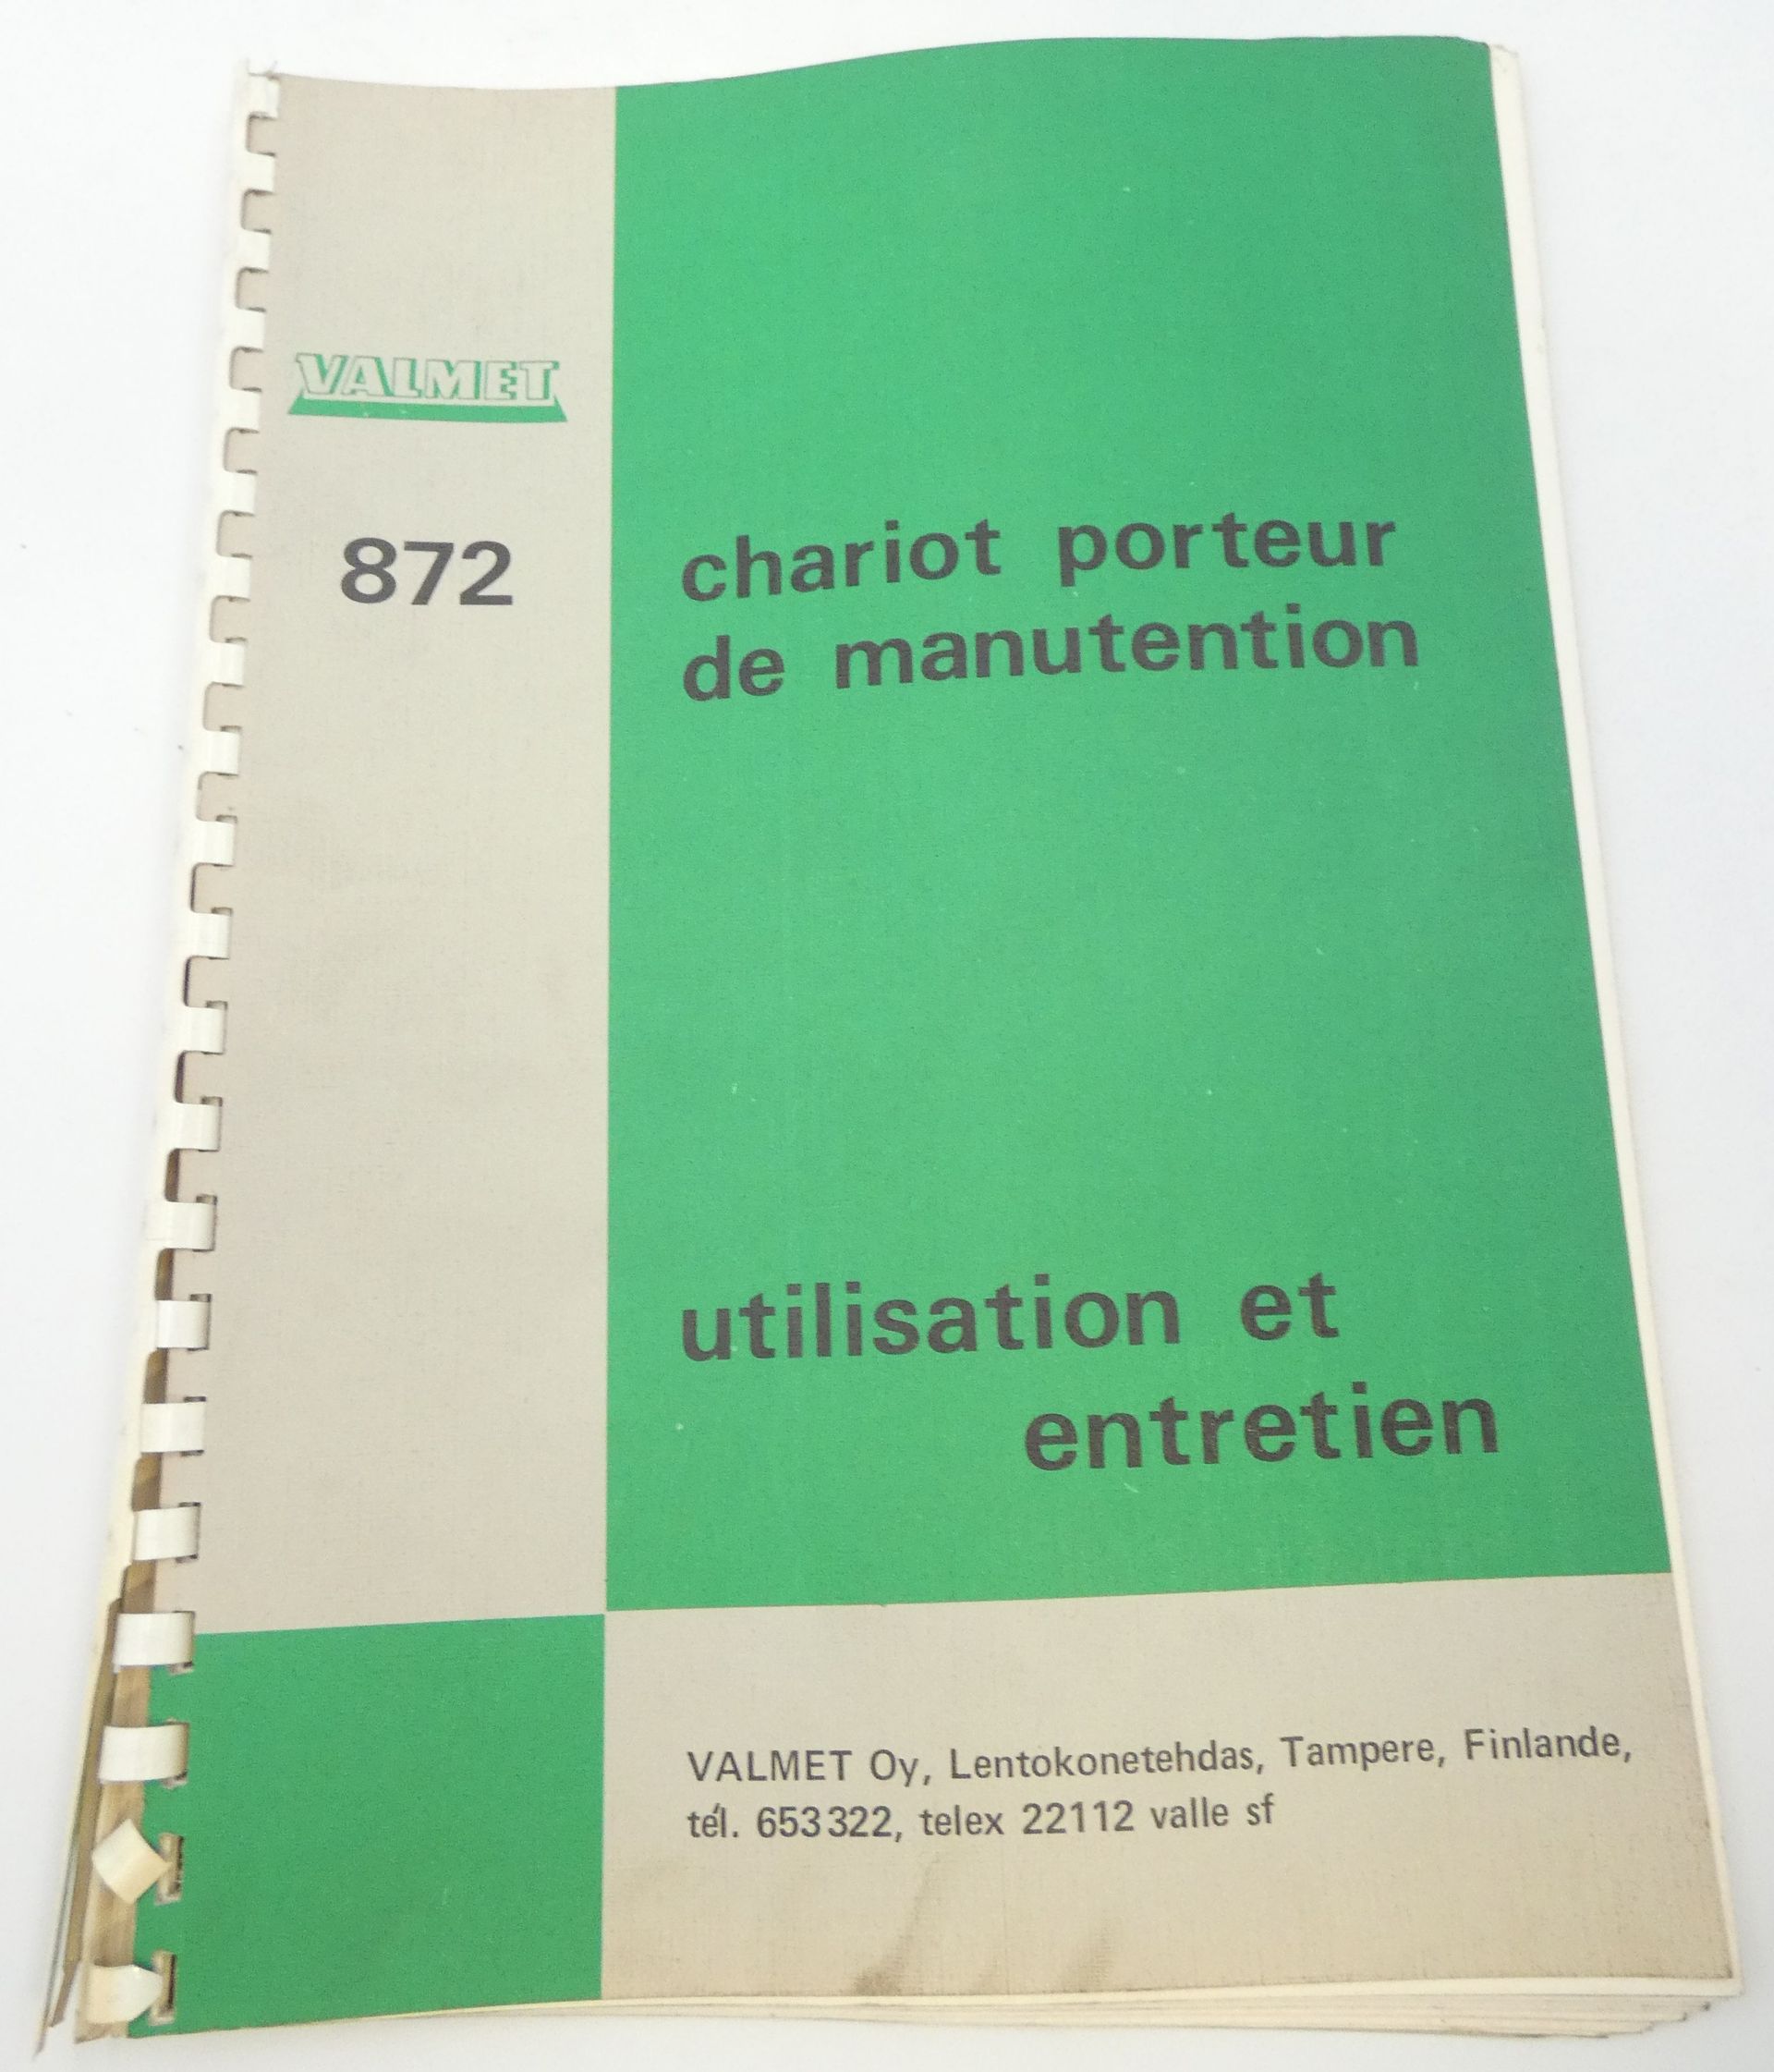 VALMET
872
chariot porteur
de manutention
utilisation et
entretien
VALMET Oy, Lentokonetehdas, Tampere, Finlande,
tél. 653322, telex 22112 valle sf